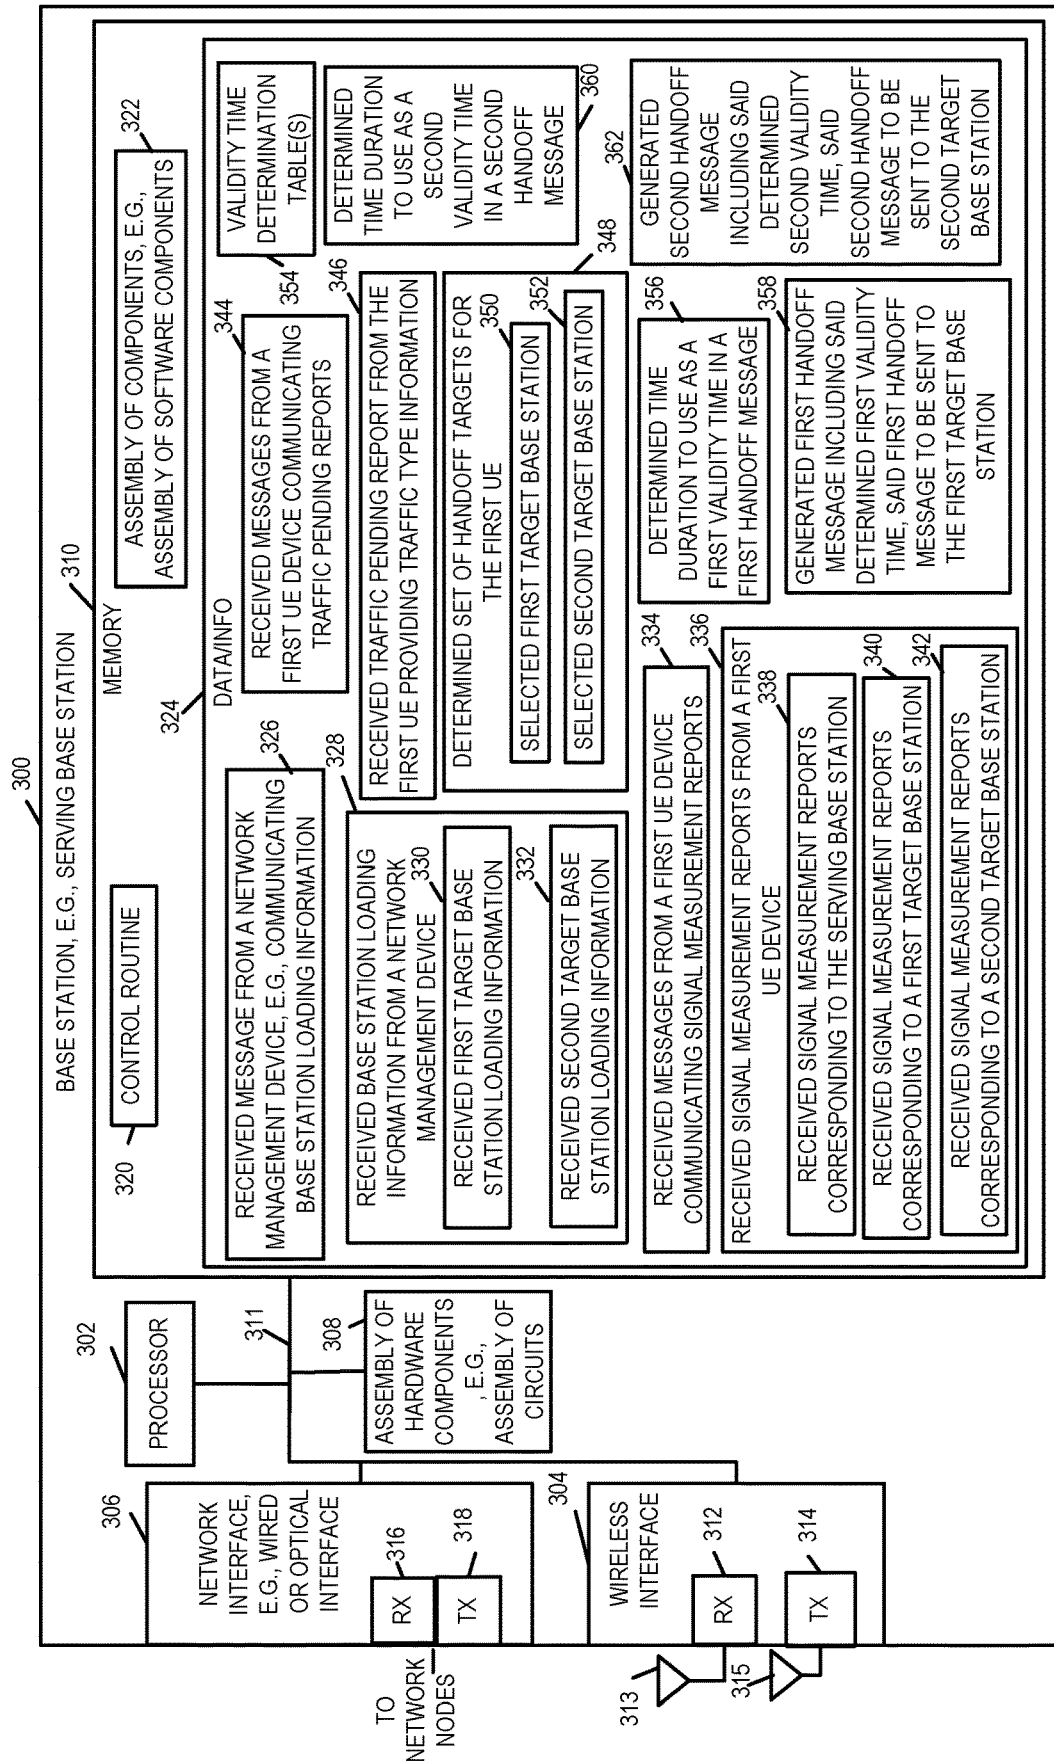 300
BASE STATION, E.G., SERVING BASE STATION
310
MEMORY
320
CONTROL ROUTINE
322
ASSEMBLY OF COMPONENTS, E.G.,
ASSEMBLY OF SOFTWARE COMPONENTS
324
DATA/INFO
326
RECEIVED MESSAGE FROM A NETWORK
MANAGEMENT DEVICE, E.G., COMMUNICATING
BASE STATION LOADING INFORMATION
328
RECEIVED BASE STATION LOADING
INFORMATION FROM A NETWORK
MANAGEMENT DEVICE
330
RECEIVED FIRST TARGET BASE
STATION LOADING INFORMATION
332
RECEIVED SECOND TARGET BASE
STATION LOADING INFORMATION
334
RECEIVED MESSAGES FROM A FIRST UE DEVICE
COMMUNICATING SIGNAL MEASUREMENT REPORTS
336
RECEIVED SIGNAL MEASUREMENT REPORTS FROM A FIRST
UE DEVICE
338
RECEIVED SIGNAL MEASUREMENT REPORTS
CORRESPONDING TO THE SERVING BASE STATION
340
RECEIVED SIGNAL MEASUREMENT REPORTS
CORRESPONDING TO A FIRST TARGET BASE STATION
342
RECEIVED SIGNAL MEASUREMENT REPORTS
CORRESPONDING TO A SECOND TARGET BASE STATION
344
RECEIVED MESSAGES FROM A
FIRST UE DEVICE COMMUNICATING
TRAFFIC PENDING REPORTS
346
RECEIVED TRAFFIC PENDING REPORT FROM THE
FIRST UE PROVIDING TRAFFIC TYPE INFORMATION
348
DETERMINED SET OF HANDOFF TARGETS FOR
THE FIRST UE
350
SELECTED FIRST TARGET BASE STATION
352
SELECTED SECOND TARGET BASE STATION
354
VALIDITY TIME
DETERMINATION
TABLE(S)
356
DETERMINED TIME
DURATION TO USE AS A
FIRST VALIDITY TIME IN A
FIRST HANDOFF MESSAGE
358
GENERATED FIRST HANDOFF
MESSAGE INCLUDING SAID
DETERMINED FIRST VALIDITY
TIME, SAID FIRST HANDOFF
MESSAGE TO BE SENT TO
THE FIRST TARGET BASE
STATION
360
DETERMINED
TIME DURATION
TO USE AS A
SECOND
VALIDITY TIME
IN A SECOND
HANDOFF
MESSAGE
362
GENERATED
SECOND HANDOFF
MESSAGE
INCLUDING SAID
DETERMINED
SECOND VALIDITY
TIME, SAID
SECOND HANDOFF
MESSAGE TO BE
SENT TO THE
SECOND TARGET
BASE STATION
302
PROCESSOR
311
308
ASSEMBLY OF
HARDWARE
COMPONENTS
, E.G.,
ASSEMBLY OF
CIRCUITS
306
NETWORK
INTERFACE,
E.G., WIRED
OR OPTICAL
INTERFACE
316
RX
318
TX
TO
NETWORK
NODES
304
WIRELESS
INTERFACE
312
RX
314
TX
313
315